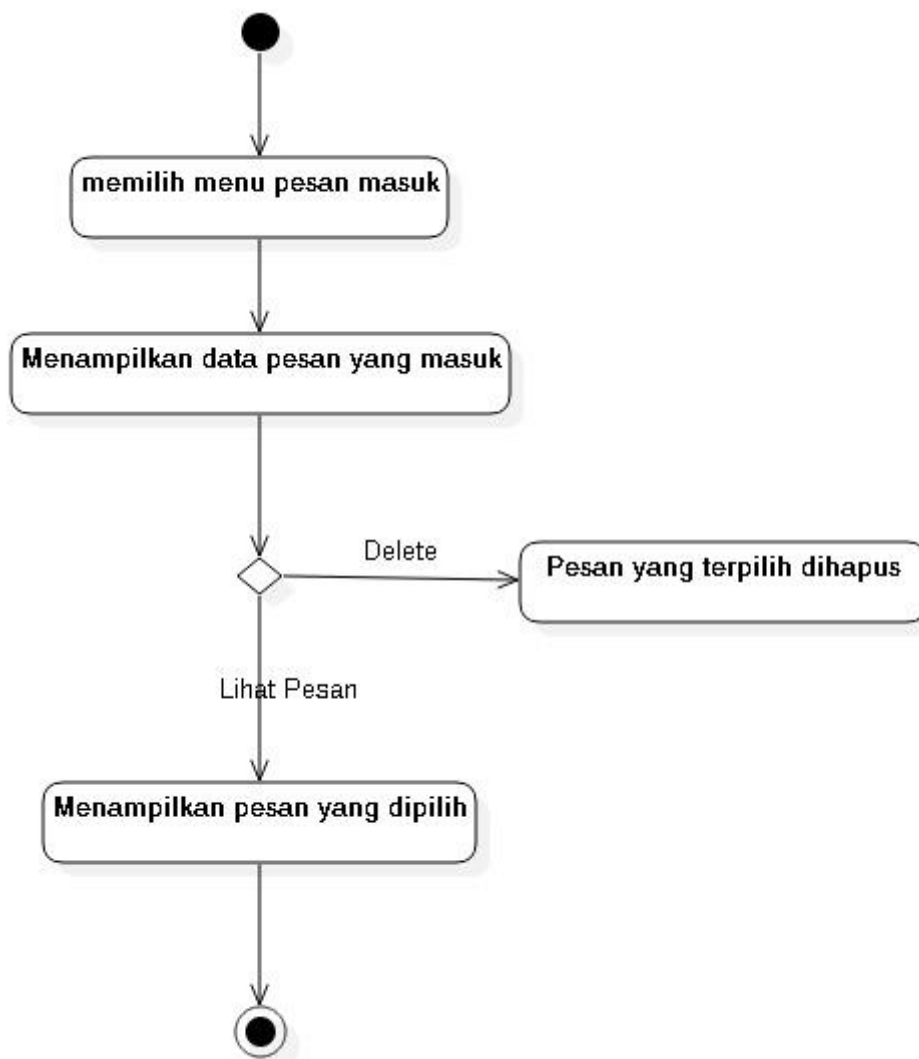 memilih menu pesan masuk
Menampilkan data pesan yang masuk
Delete
Pesan yang terpilih dihapus
Lihat Pesan
Menampilkan pesan yang dipilih